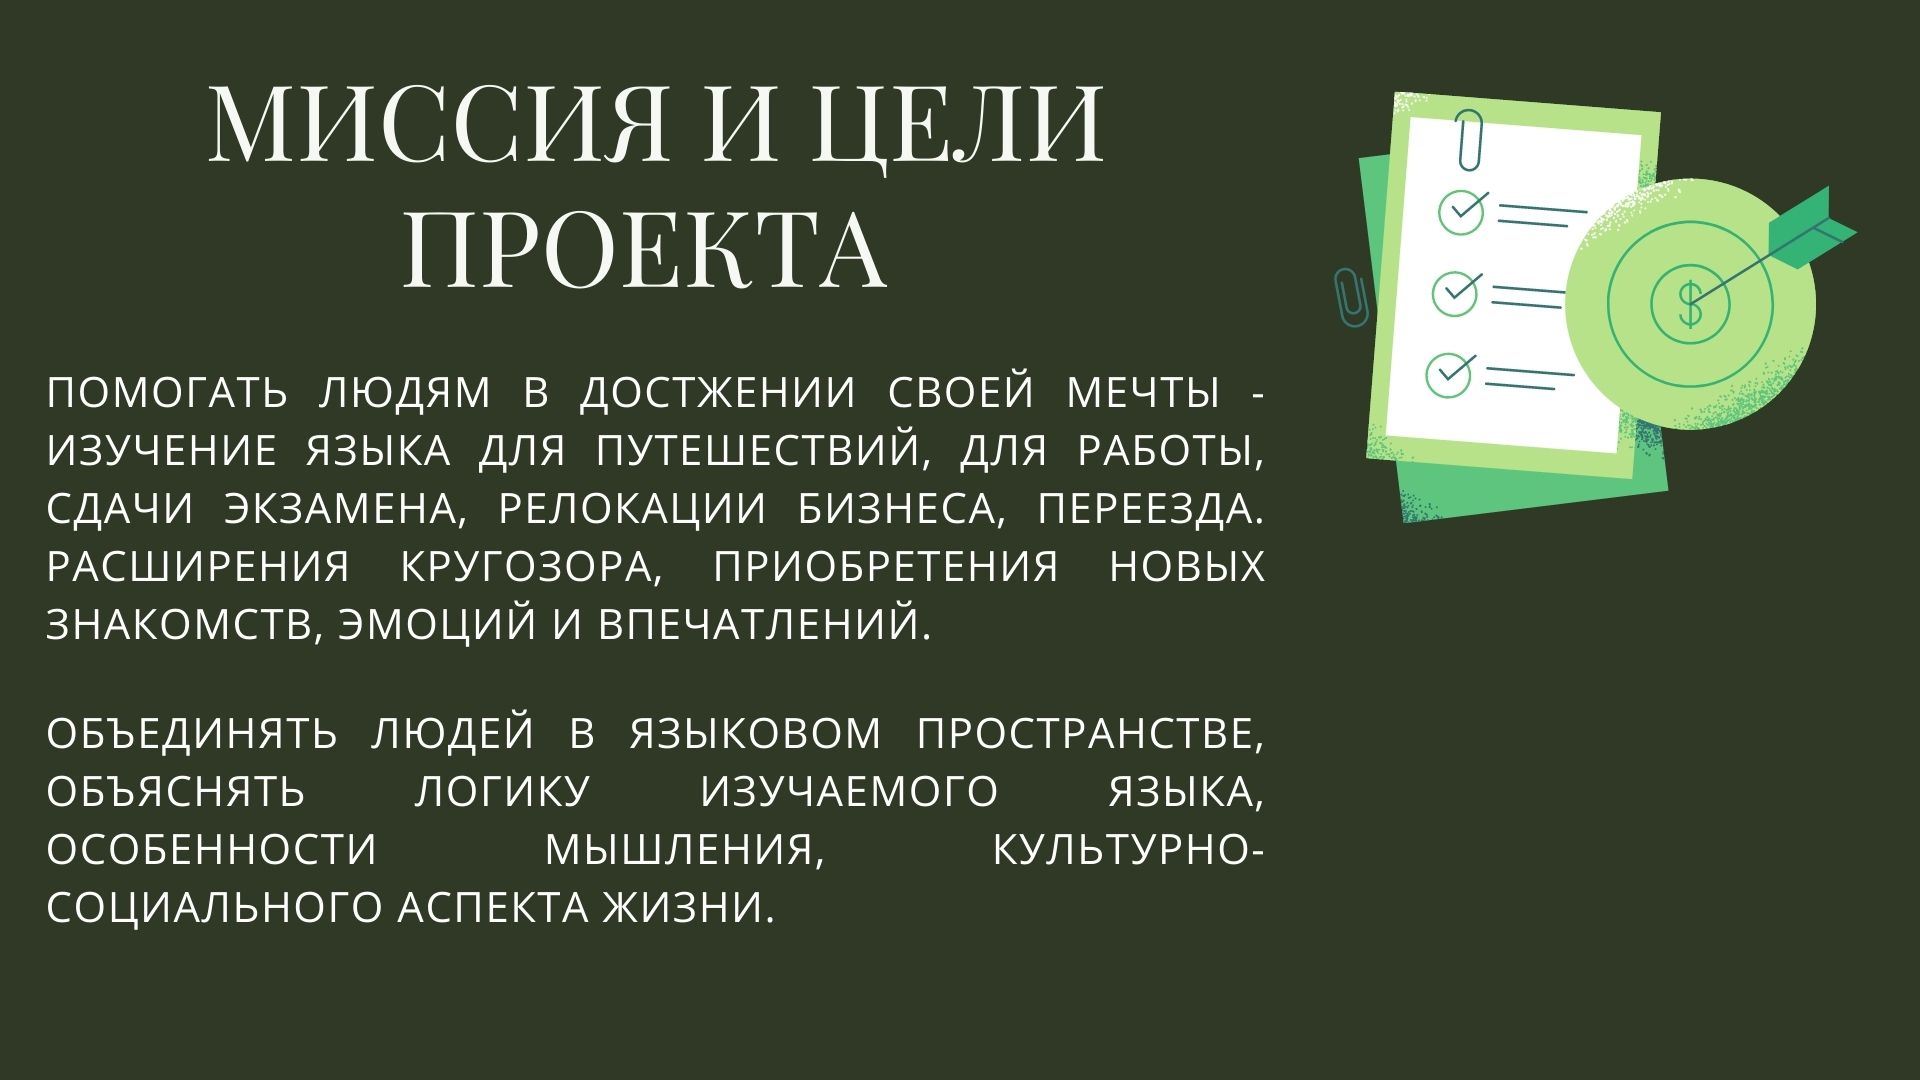 МИССИЯ И ЦЕЛИ
ПРОЕКТА
ПОМОГАТЬ ЛЮДЯМ В ДОСТЖЕНИИ СВОЕЙ МЕЧТЫ -
ИЗУЧЕНИЕ ЯЗЫКА ДЛЯ ПУТЕШЕСТВИЙ, ДЛЯ РАБОТЫ,
СДАЧИ ЭКЗАМЕНА, РЕЛОКАЦИИ БИЗНЕСА, ПЕРЕЕЗДА.
РАСШИРЕНИЯ КРУГОЗОРА, ПРИОБРЕТЕНИЯ НОВЫХ
ЗНАКОМСТВ, ЭМОЦИЙ И ВПЕЧАТЛЕНИЙ.
ОБЪЕДИНЯТЬ ЛЮДЕЙ В ЯЗЫКОВОМ ПРОСТРАНСТВЕ,
ОБЪЯСНЯТЬ ЛОГИКУ ИЗУЧАЕМОГО ЯЗЫКА,
ОСОБЕННОСТИ МЫШЛЕНИЯ, КУЛЬТУРНО-
СОЦИАЛЬНОГО АСПЕКТА ЖИЗНИ.
$